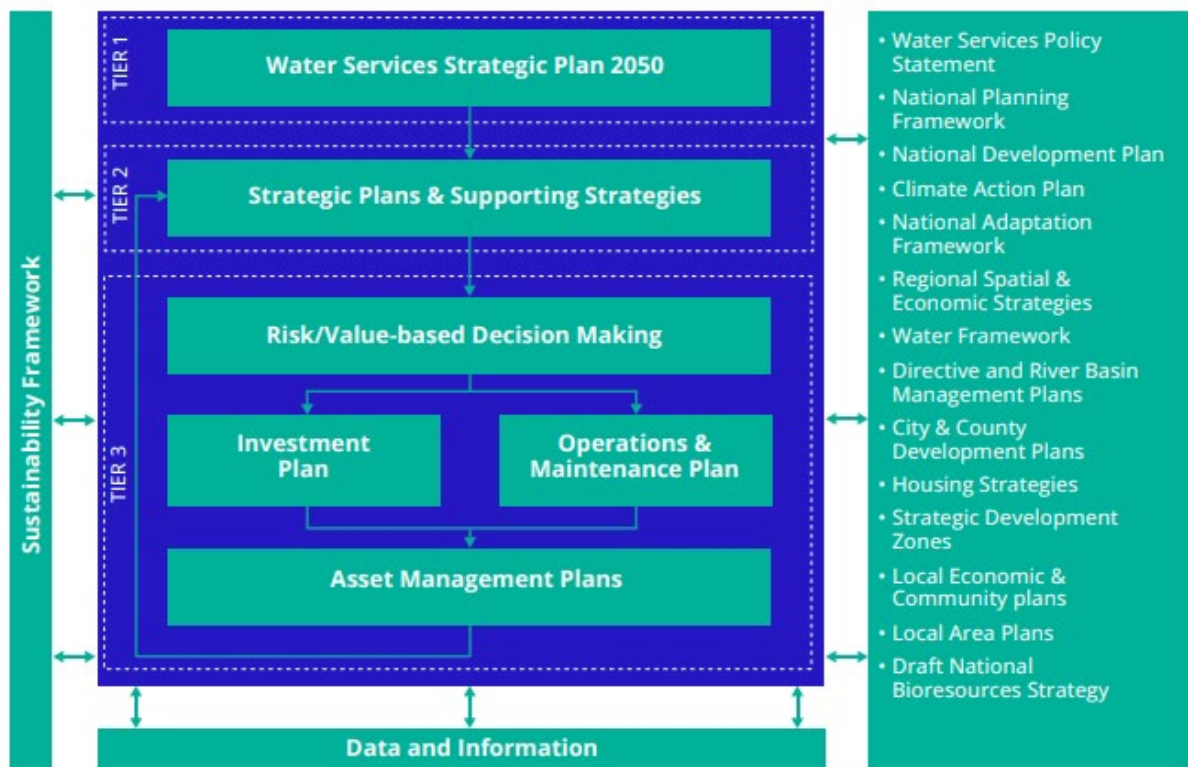 Sustainability Framework
TIER 1
Water Services Strategic Plan 2050
TIER 2
Strategic Plans & Supporting Strategies
TIER 3
Risk/Value-based Decision Making
Investment
Plan
Operations &
Maintenance Plan
Asset Management Plans
Data and Information
• Water Services Policy
Statement
• National Planning
Framework
• National Development Plan
• Climate Action Plan
• National Adaptation
Framework
• Regional Spatial &
Economic Strategies
• Water Framework
• Directive and River Basin
Management Plans
• City & County
Development Plans
• Housing Strategies
• Strategic Development
Zones
• Local Economic &
Community plans
• Local Area Plans
• Draft National
Bioresources Strategy